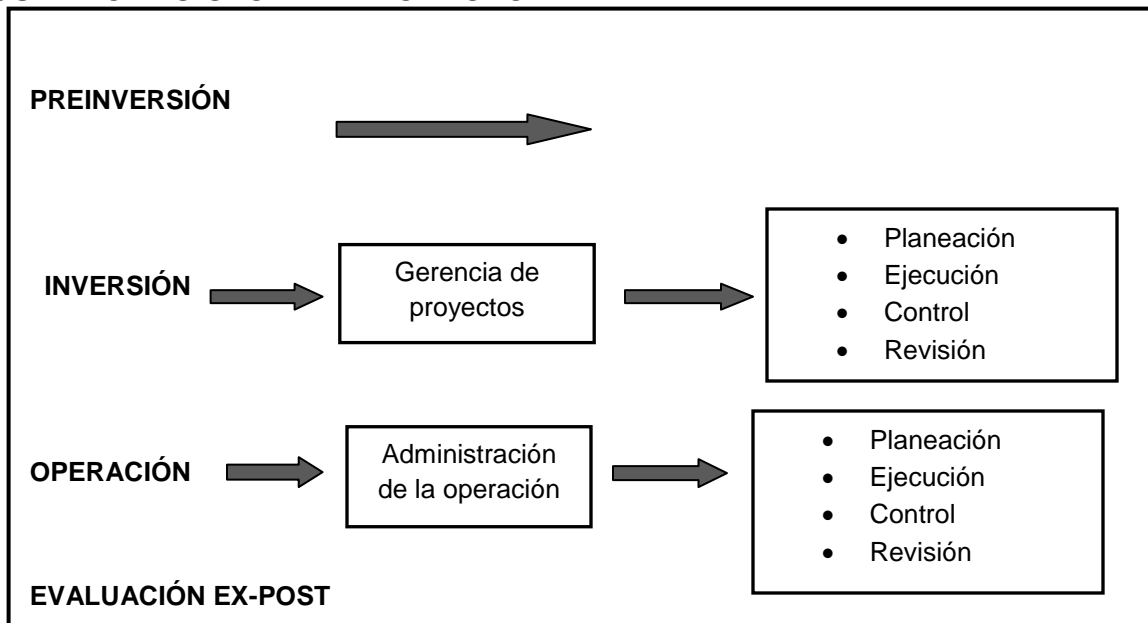 PREINVERSIÓN
INVERSIÓN
Gerencia de
proyectos
• Planeación
• Ejecución
• Control
• Revisión
OPERACIÓN
Administración
de la operación
• Planeación
• Ejecución
• Control
• Revisión
EVALUACIÓN EX-POST